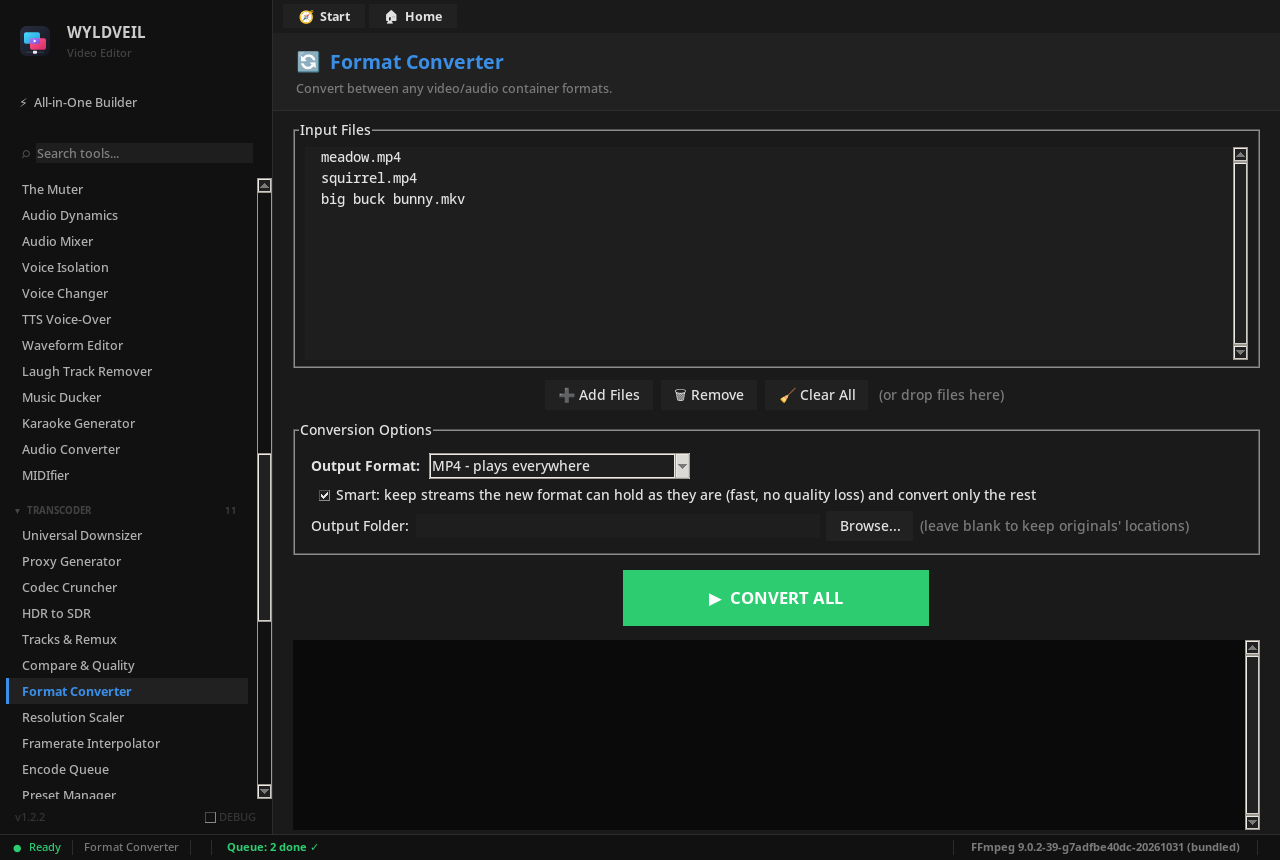 WYLDVEIL
Video Editor
⚡ All-in-One Builder
Search tools...
The Muter
Audio Dynamics
Audio Mixer
Voice Isolation
Voice Changer
TTS Voice-Over
Waveform Editor
Laugh Track Remover
Music Ducker
Karaoke Generator
Audio Converter
MIDIfier
▾ TRANSCODER 11
Universal Downsizer
Proxy Generator
Codec Cruncher
HDR to SDR
Tracks & Remux
Compare & Quality
Format Converter
Resolution Scaler
Framerate Interpolator
Encode Queue
Preset Manager
v1.2.2 DEBUG
Start Home
Format Converter
Convert between any video/audio container formats.
Input Files
meadow.mp4
squirrel.mp4
big buck bunny.mkv
Add Files Remove Clear All (or drop files here)
Conversion Options
Output Format: MP4 - plays everywhere
Smart: keep streams the new format can hold as they are (fast, no quality loss) and convert only the rest
Output Folder: Browse... (leave blank to keep originals' locations)
▶ CONVERT ALL
● Ready Format Converter Queue: 2 done ✓ FFmpeg 9.0.2-39-g7adfbe40dc-20261031 (bundled)